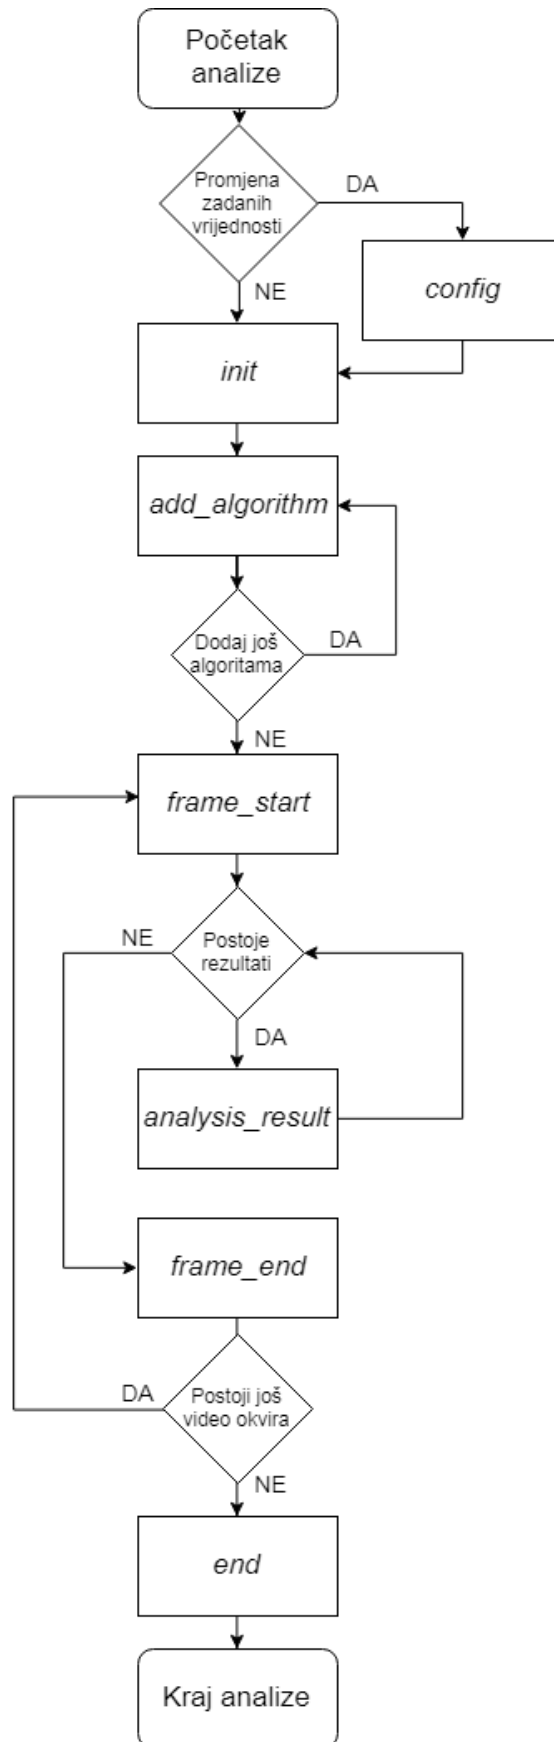 Početak
analize
Promjena
zadanih
vrijednosti
DA
config
NE
init
add_algorithm
Dodaj još
algoritama
DA
NE
frame_start
NE
Postoje
rezultati
DA
analysis_result
frame_end
DA
Postoji još
video okvira
NE
end
Kraj analize